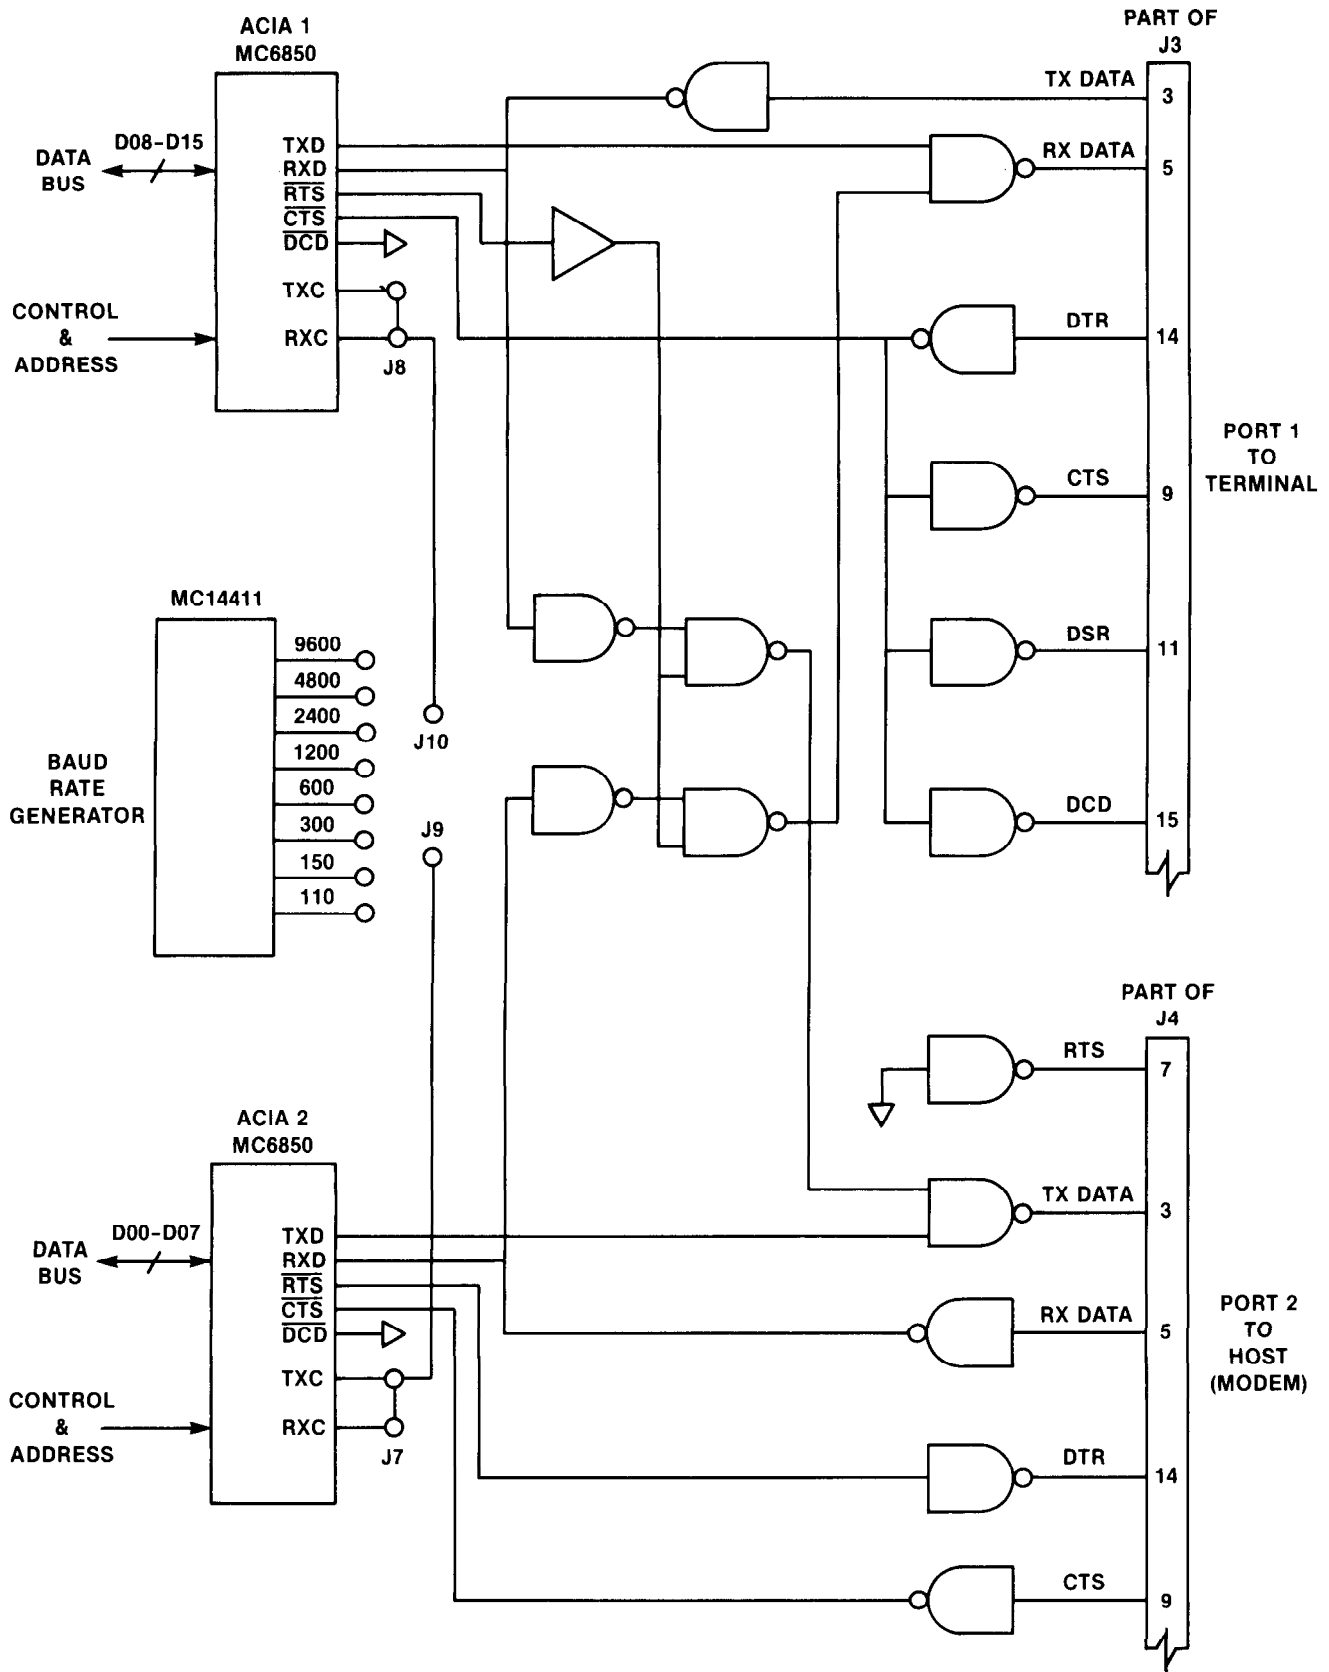 ACIA 1
MC6850
PART OF
J3
TX DATA
3
D08-D15
DATA
BUS
TXD
RXD
RTS
CTS
DCD
RX DATA
5
TXC
CONTROL
&
ADDRESS
RXC
J8
DTR
14
PORT 1
TO
TERMINAL
CTS
9
MC14411
9600
4800
2400
1200
600
300
150
110
BAUD
RATE
GENERATOR
J10
J9
DSR
11
DCD
15
PART OF
J4
RTS
7
ACIA 2
MC6850
D00-D07
DATA
BUS
TXD
RXD
RTS
CTS
DCD
TX DATA
3
RX DATA
5
PORT 2
TO
HOST
(MODEM)
TXC
CONTROL
&
ADDRESS
RXC
J7
DTR
14
CTS
9